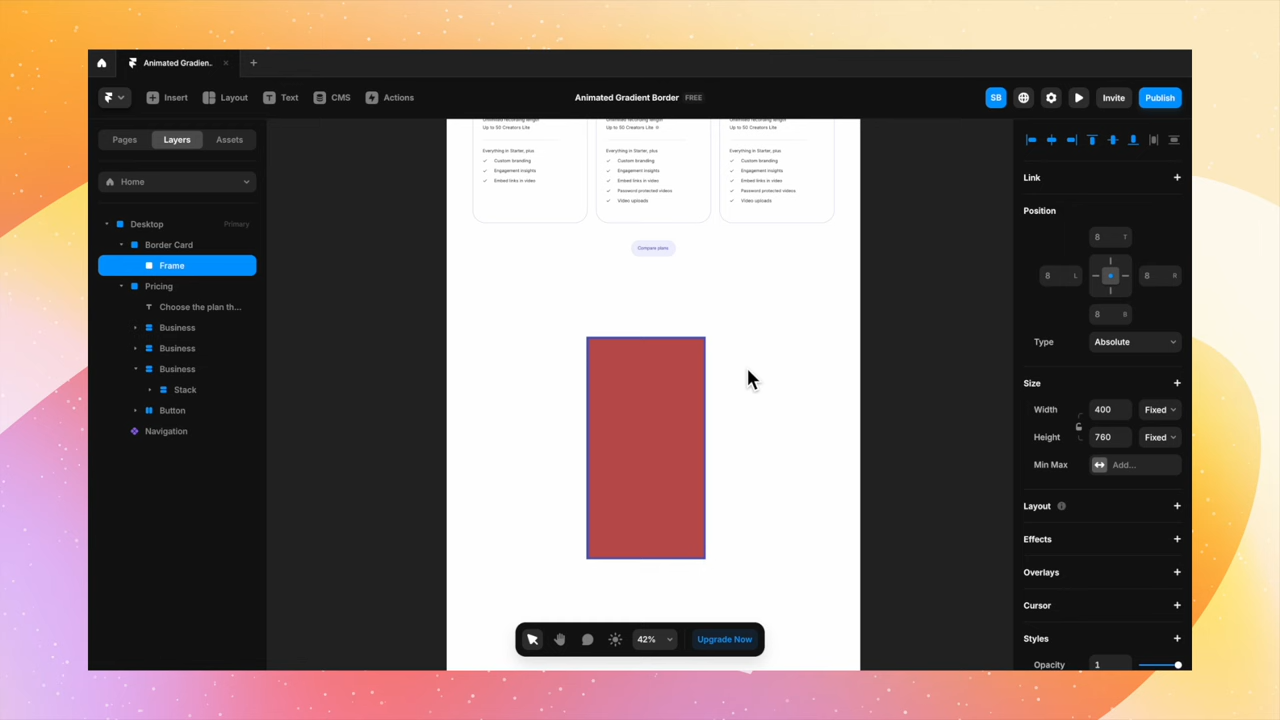 Animated Gradien..
Insert
Layout
Text
CMS
Actions
Animated Gradient Border FREE
SB
Invite
Publish
Pages
Layers
Assets
Home
Desktop
Primary
Border Card
Frame
Pricing
Choose the plan th...
Business
Business
Business
Stack
Button
Navigation
Unlimited recording length
Up to 50 Creators Lite
Everything in Starter, plus
Custom branding
Engagement insights
Embed links in video
Unlimited recording length
Up to 50 Creators Lite
Everything in Starter, plus
Custom branding
Engagement insights
Embed links in video
Password protected videos
Video uploads
Unlimited recording length
Up to 50 Creators Lite
Everything in Starter, plus
Custom branding
Engagement insights
Embed links in video
Password protected videos
Video uploads
Compare plans
42%
Upgrade Now
Link
Position
8 T
8 L
8 R
8 B
Type Absolute
Size
Width 400 Fixed
Height 760 Fixed
Min Max Add...
Layout
Effects
Overlays
Cursor
Styles
Opacity 1